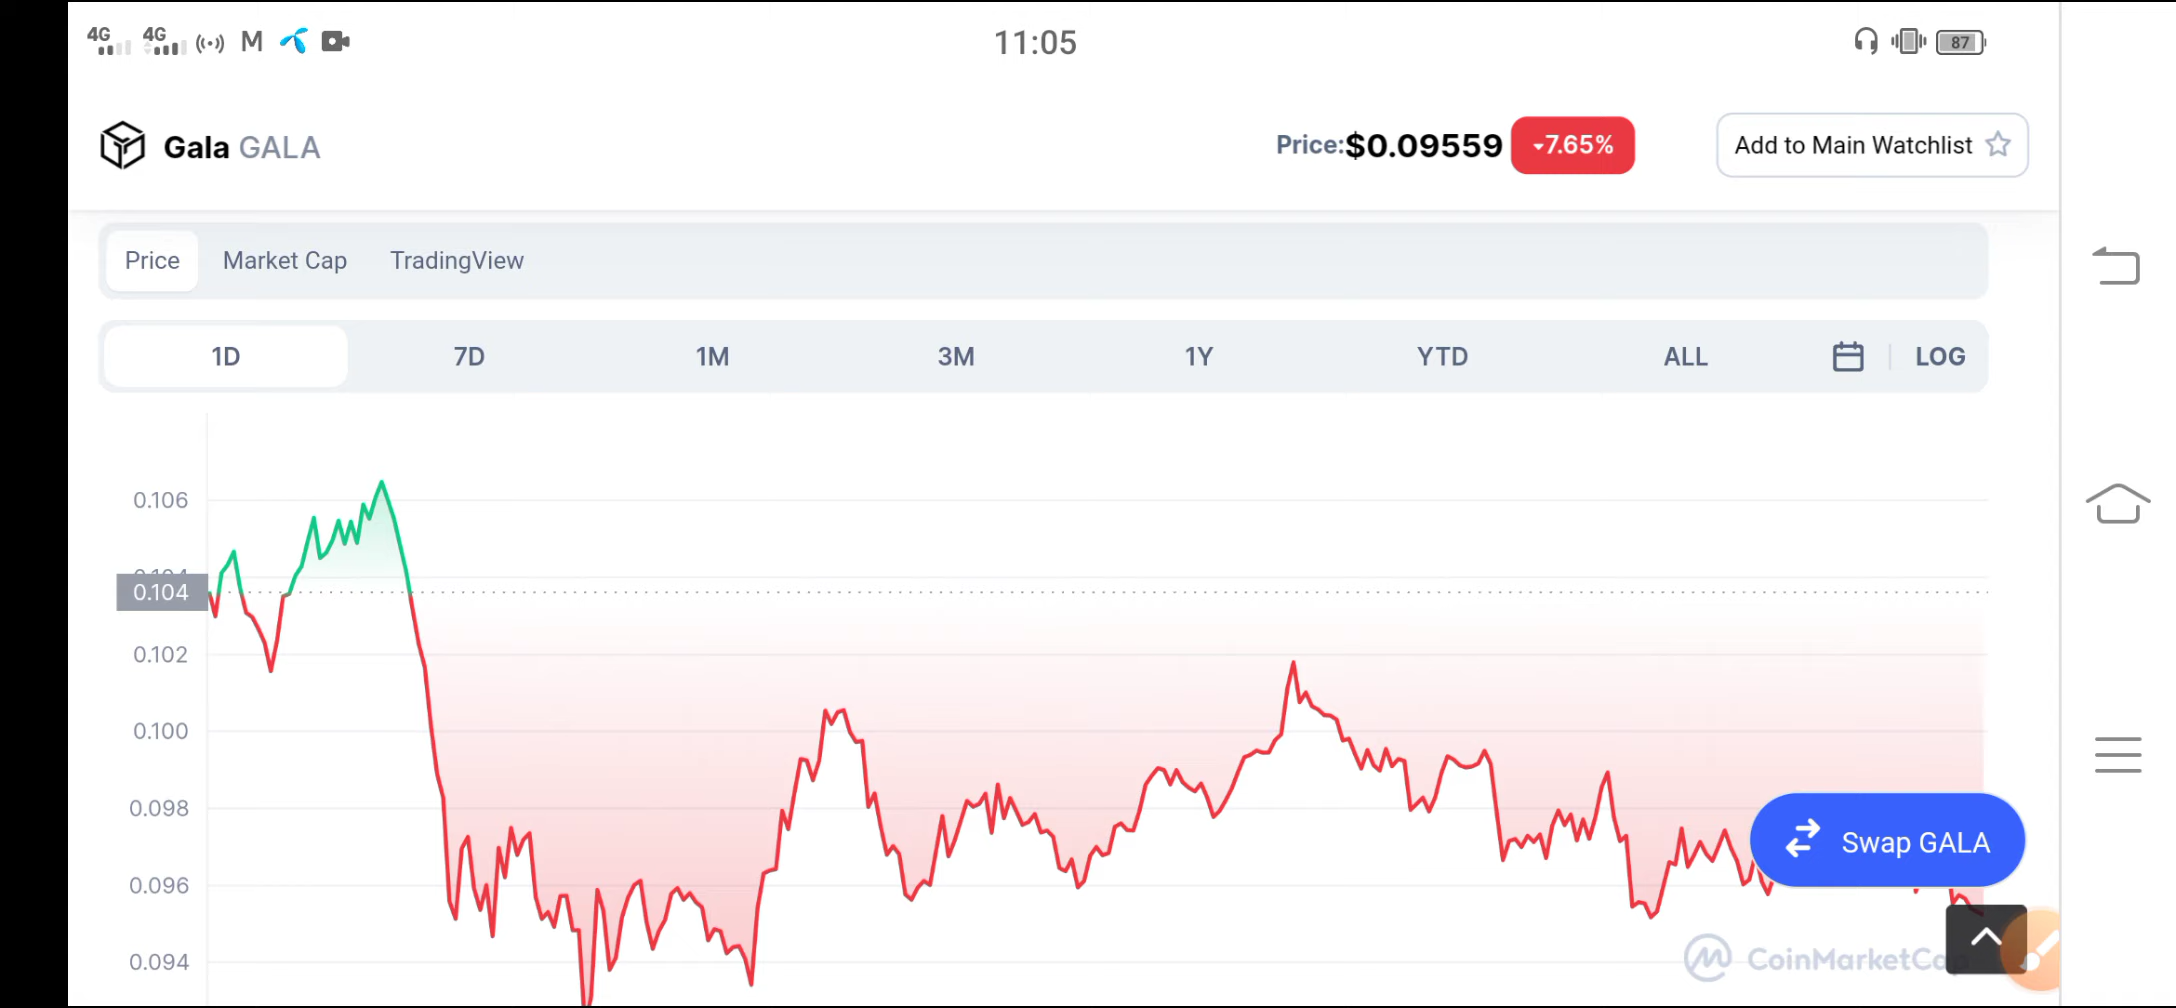 4G 4G M 11:05 87
Gala GALA Price:$0.09559 -7.65% Add to Main Watchlist
Price Market Cap TradingView
1D 7D 1M 3M 1Y YTD ALL LOG
0.106
0.104
0.102
0.100
0.098
Swap GALA
0.096
0.094
CoinMarketCap